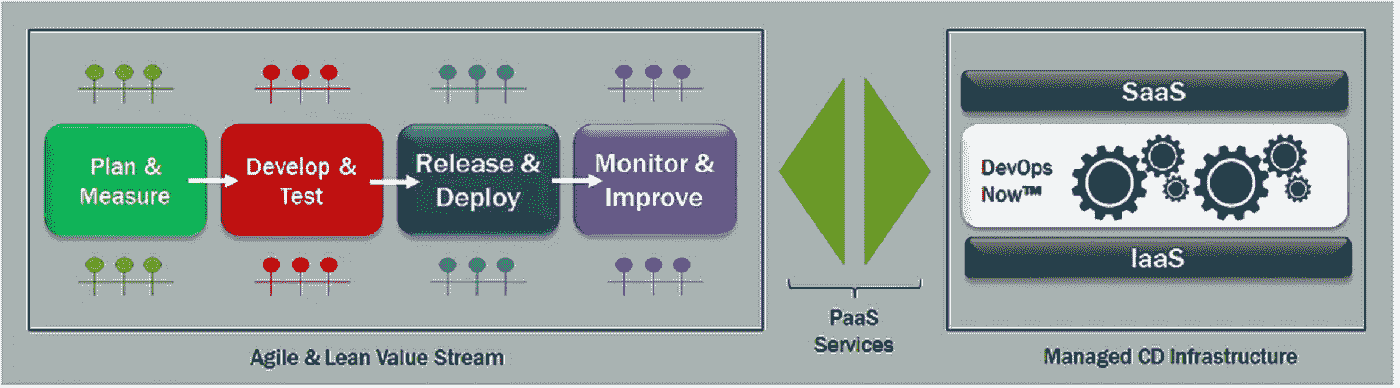 Plan &
Measure
Develop &
Test
Release &
Deploy
Monitor &
Improve
Agile & Lean Value Stream
PaaS
Services
SaaS
DevOps
Now™
IaaS
Managed CD Infrastructure